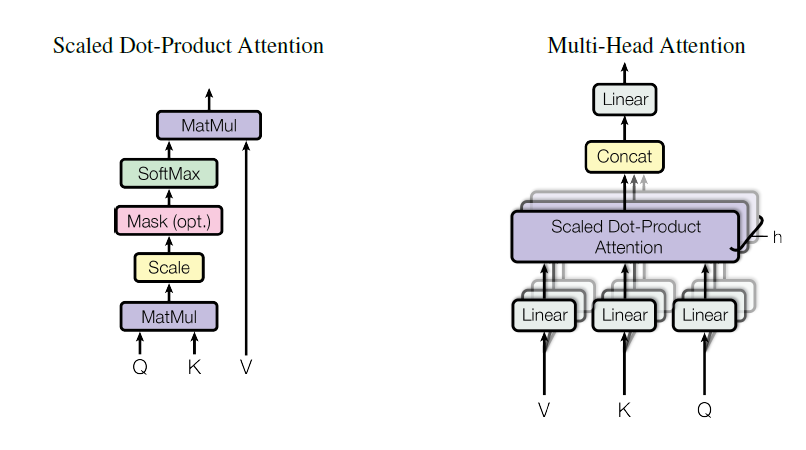 Scaled Dot-Product Attention
MatMul
SoftMax
Mask (opt.)
Scale
MatMul
Q K V
Multi-Head Attention
Linear
Concat
Scaled Dot-Product
Attention
h
Linear Linear Linear
V K Q